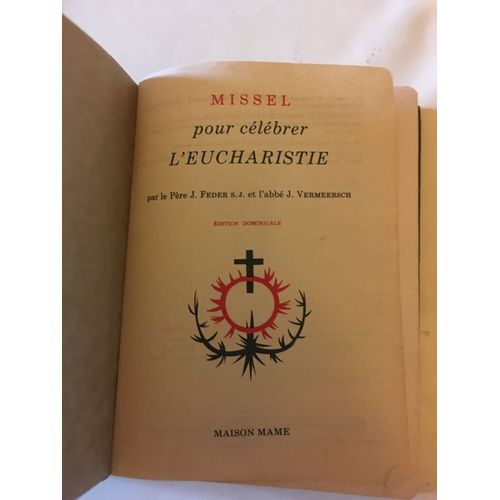 MISSEL
pour célébrer
L'EUCHARISTIE
par le Père J. FEDER S. J. et l'abbé J. VERMEERSCH
ÉDITION DOMINICALE
MAISON MAME